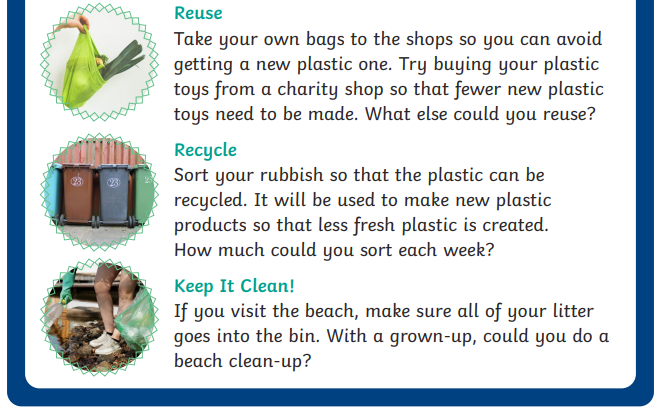 Reuse
Take your own bags to the shops so you can avoid
getting a new plastic one. Try buying your plastic
toys from a charity shop so that fewer new plastic
toys need to be made. What else could you reuse?
Recycle
Sort your rubbish so that the plastic can be
recycled. It will be used to make new plastic
products so that less fresh plastic is created.
How much could you sort each week?
23
23
2
Keep It Clean!
If you visit the beach, make sure all of your litter
goes into the bin. With a grown-up, could you do a
beach clean-up?